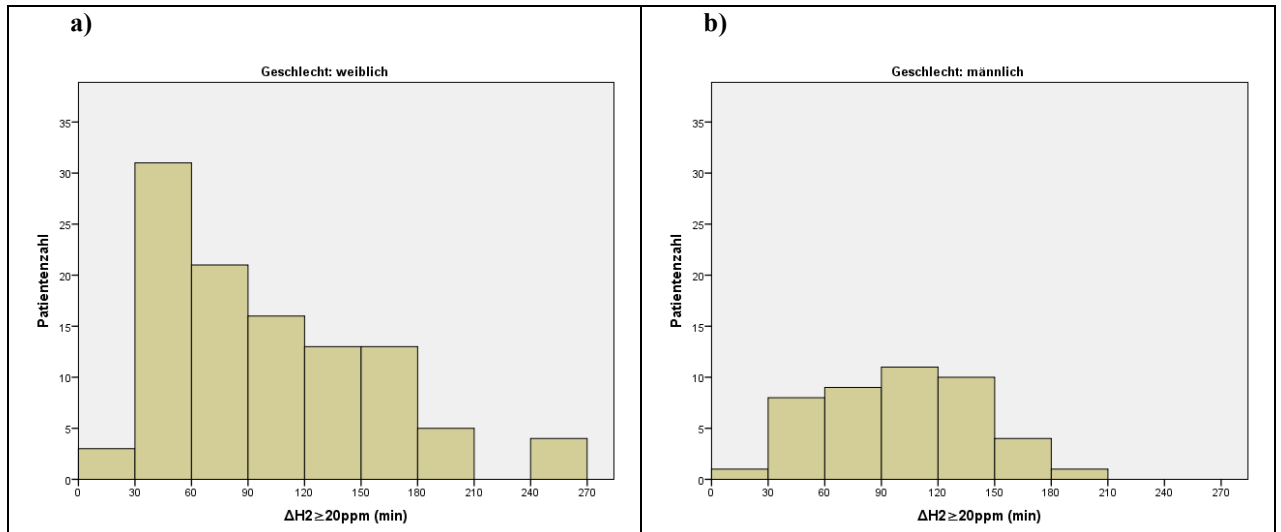 a)
Geschlecht: weiblich
35
30
25
20
15
10
5
0
Patientenzahl
0 30 60 90 120 150 180 210 240 270
ΔH2≥20ppm (min)
b)
Geschlecht: männlich
35
30
25
20
15
10
5
0
Patientenzahl
0 30 60 90 120 150 180 210 240 270
ΔH2≥20ppm (min)